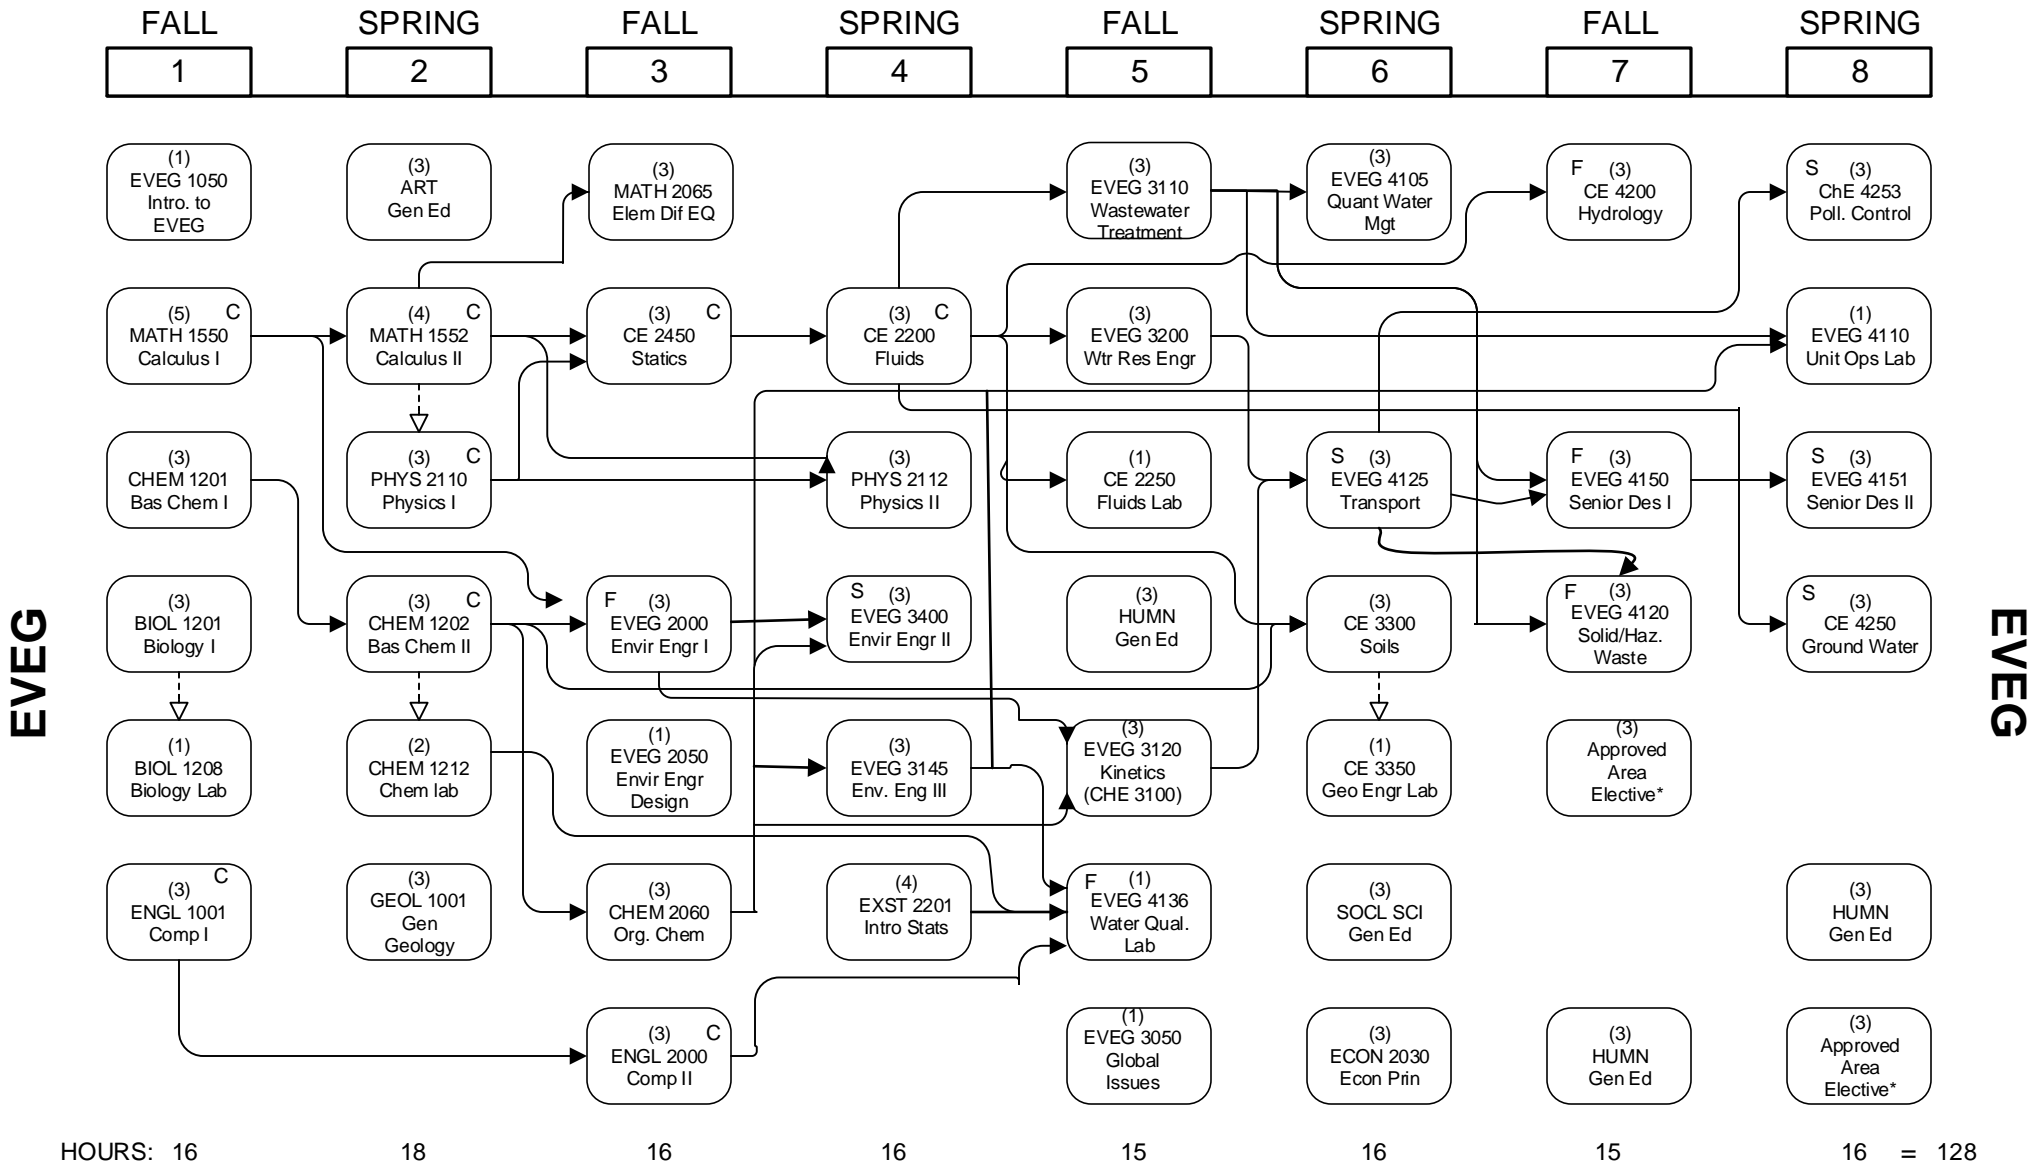 FALL
SPRING
FALL
SPRING
FALL
SPRING
FALL
SPRING
1
2
3
4
5
6
7
8
(1)
EVEG 1050
Intro. to
EVEG
(3)
ART
Gen Ed
(3)
MATH 2065
Elem Dif EQ
(3)
EVEG 3110
Wastewater
Treatment
(3)
EVEG 4105
Quant Water
Mgt
F (3)
CE 4200
Hydrology
S (3)
ChE 4253
Poll. Control
(5) C
MATH 1550
Calculus I
(4) C
MATH 1552
Calculus II
(3) C
CE 2450
Statics
(3) C
CE 2200
Fluids
(3)
EVEG 3200
Wtr Res Engr
(1)
EVEG 4110
Unit Ops Lab
(3)
CHEM 1201
Bas Chem I
(3) C
PHYS 2110
Physics I
(3)
PHYS 2112
Physics II
(1)
CE 2250
Fluids Lab
S (3)
EVEG 4125
Transport
F (3)
EVEG 4150
Senior Des I
S (3)
EVEG 4151
Senior Des II
(3)
BIOL 1201
Biology I
(3) C
CHEM 1202
Bas Chem II
F (3)
EVEG 2000
Envir Engr I
S (3)
EVEG 3400
Envir Engr II
(3)
HUMN
Gen Ed
(3)
CE 3300
Soils
F (3)
EVEG 4120
Solid/Haz.
Waste
S (3)
CE 4250
Ground Water
EVEG
EVEG
(1)
BIOL 1208
Biology Lab
(2)
CHEM 1212
Chem lab
(1)
EVEG 2050
Envir Engr
Design
(3)
EVEG 3145
Env. Eng III
(3)
EVEG 3120
Kinetics
(CHE 3100)
(1)
CE 3350
Geo Engr Lab
(3)
Approved
Area
Elective*
(3) C
ENGL 1001
Comp I
(3)
GEOL 1001
Gen
Geology
(3)
CHEM 2060
Org. Chem
(4)
EXST 2201
Intro Stats
F (1)
EVEG 4136
Water Qual.
Lab
(3)
SOCL SCI
Gen Ed
(3)
HUMN
Gen Ed
(3) C
ENGL 2000
Comp II
(1)
EVEG 3050
Global
Issues
(3)
ECON 2030
Econ Prin
(3)
HUMN
Gen Ed
(3)
Approved
Area
Elective*
HOURS: 16 18 16 16 15 16 15 16 = 128